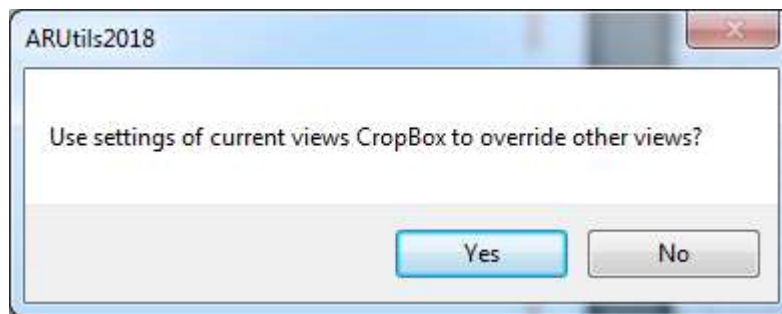 ARUtils2018
Use settings of current views CropBox to override other views?
Yes
No